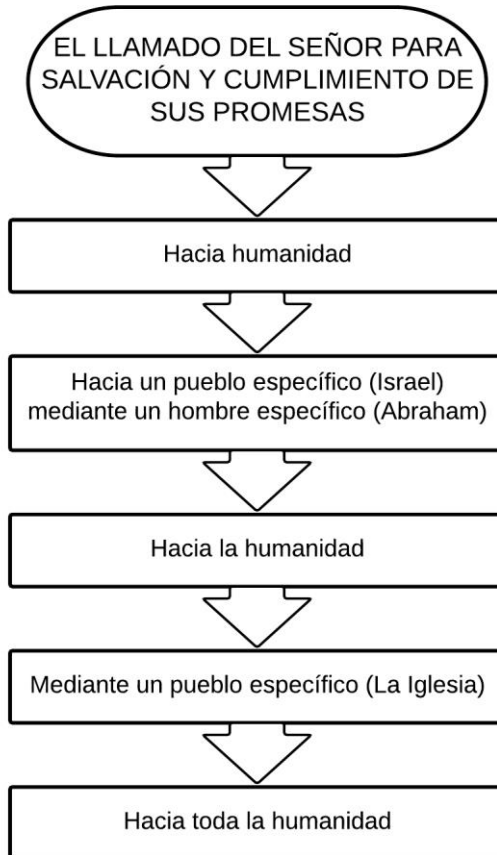 EL LLAMADO DEL SEÑOR PARA
SALVACIÓN Y CUMPLIMIENTO DE
SUS PROMESAS
Hacia humanidad
Hacia un pueblo específico (Israel)
mediante un hombre específico (Abraham)
Hacia la humanidad
Mediante un pueblo específico (La Iglesia)
Hacia toda la humanidad